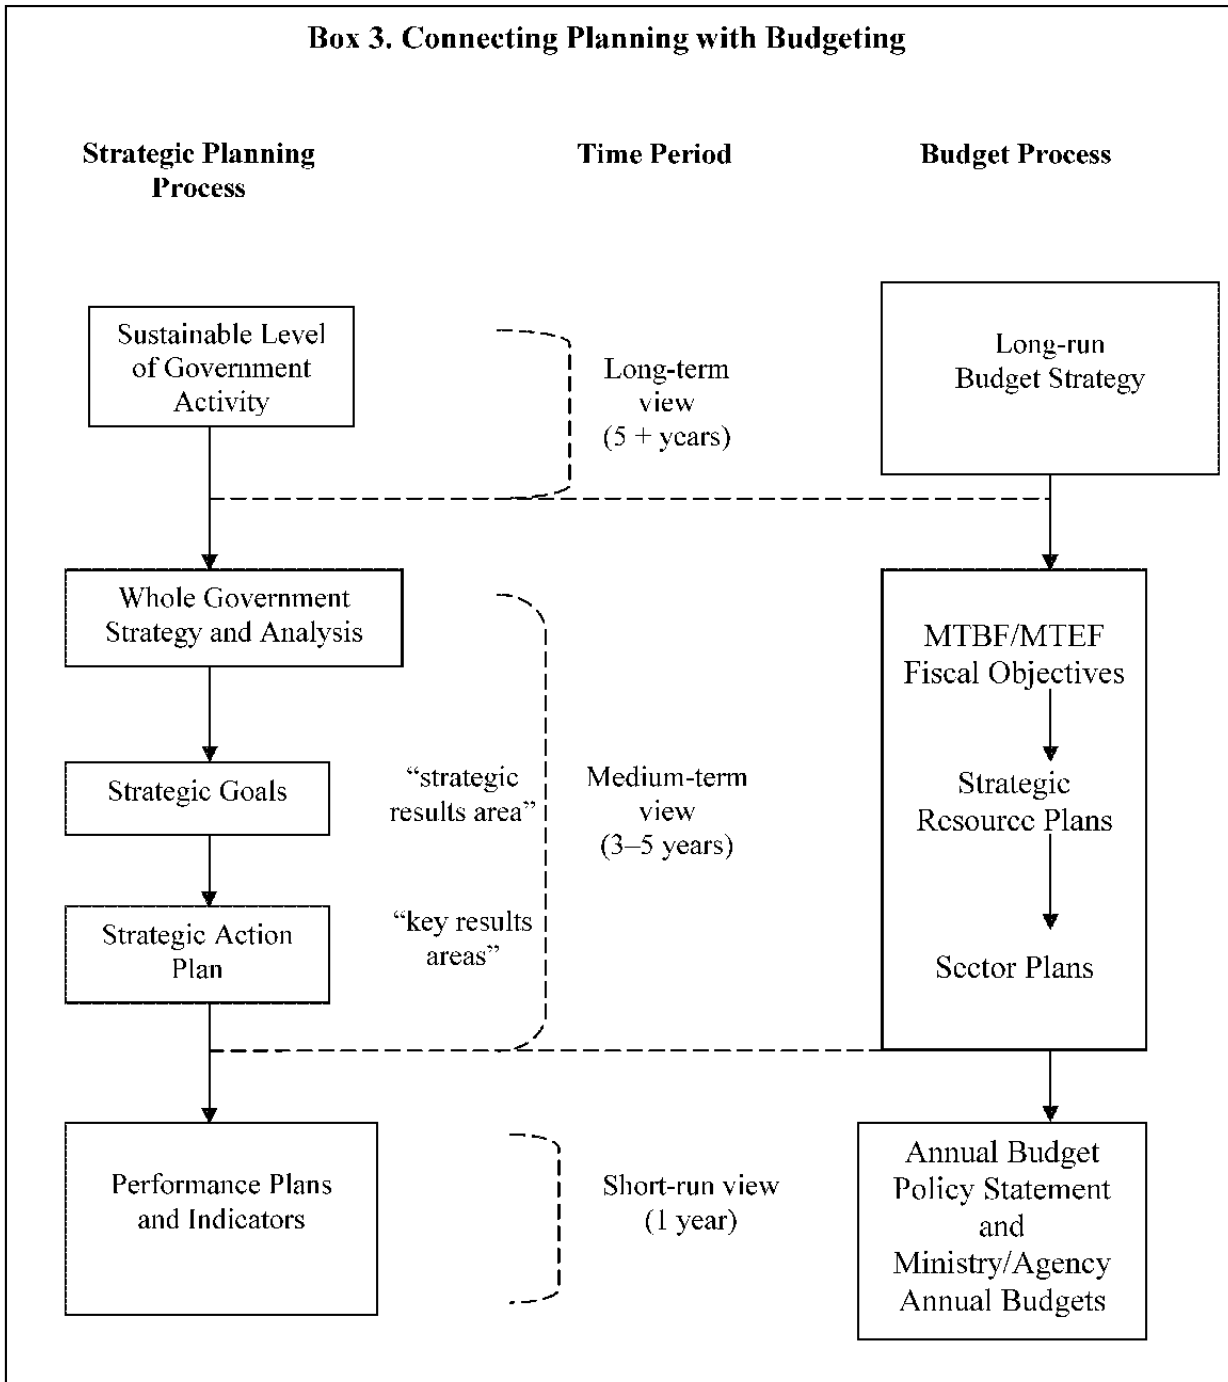 Box 3. Connecting Planning with Budgeting
Strategic Planning
Process
Time Period
Budget Process
Sustainable Level
of Government
Activity
Long-term
view
(5 + years)
Long-run
Budget Strategy
Whole Government
Strategy and Analysis
MTBF/MTEF
Fiscal Objectives
Strategic Goals
“strategic
results area”
Medium-term
view
(3–5 years)
Strategic
Resource Plans
Strategic Action
Plan
“key results
areas”
Sector Plans
Performance Plans
and Indicators
Short-run view
(1 year)
Annual Budget
Policy Statement
and
Ministry/Agency
Annual Budgets